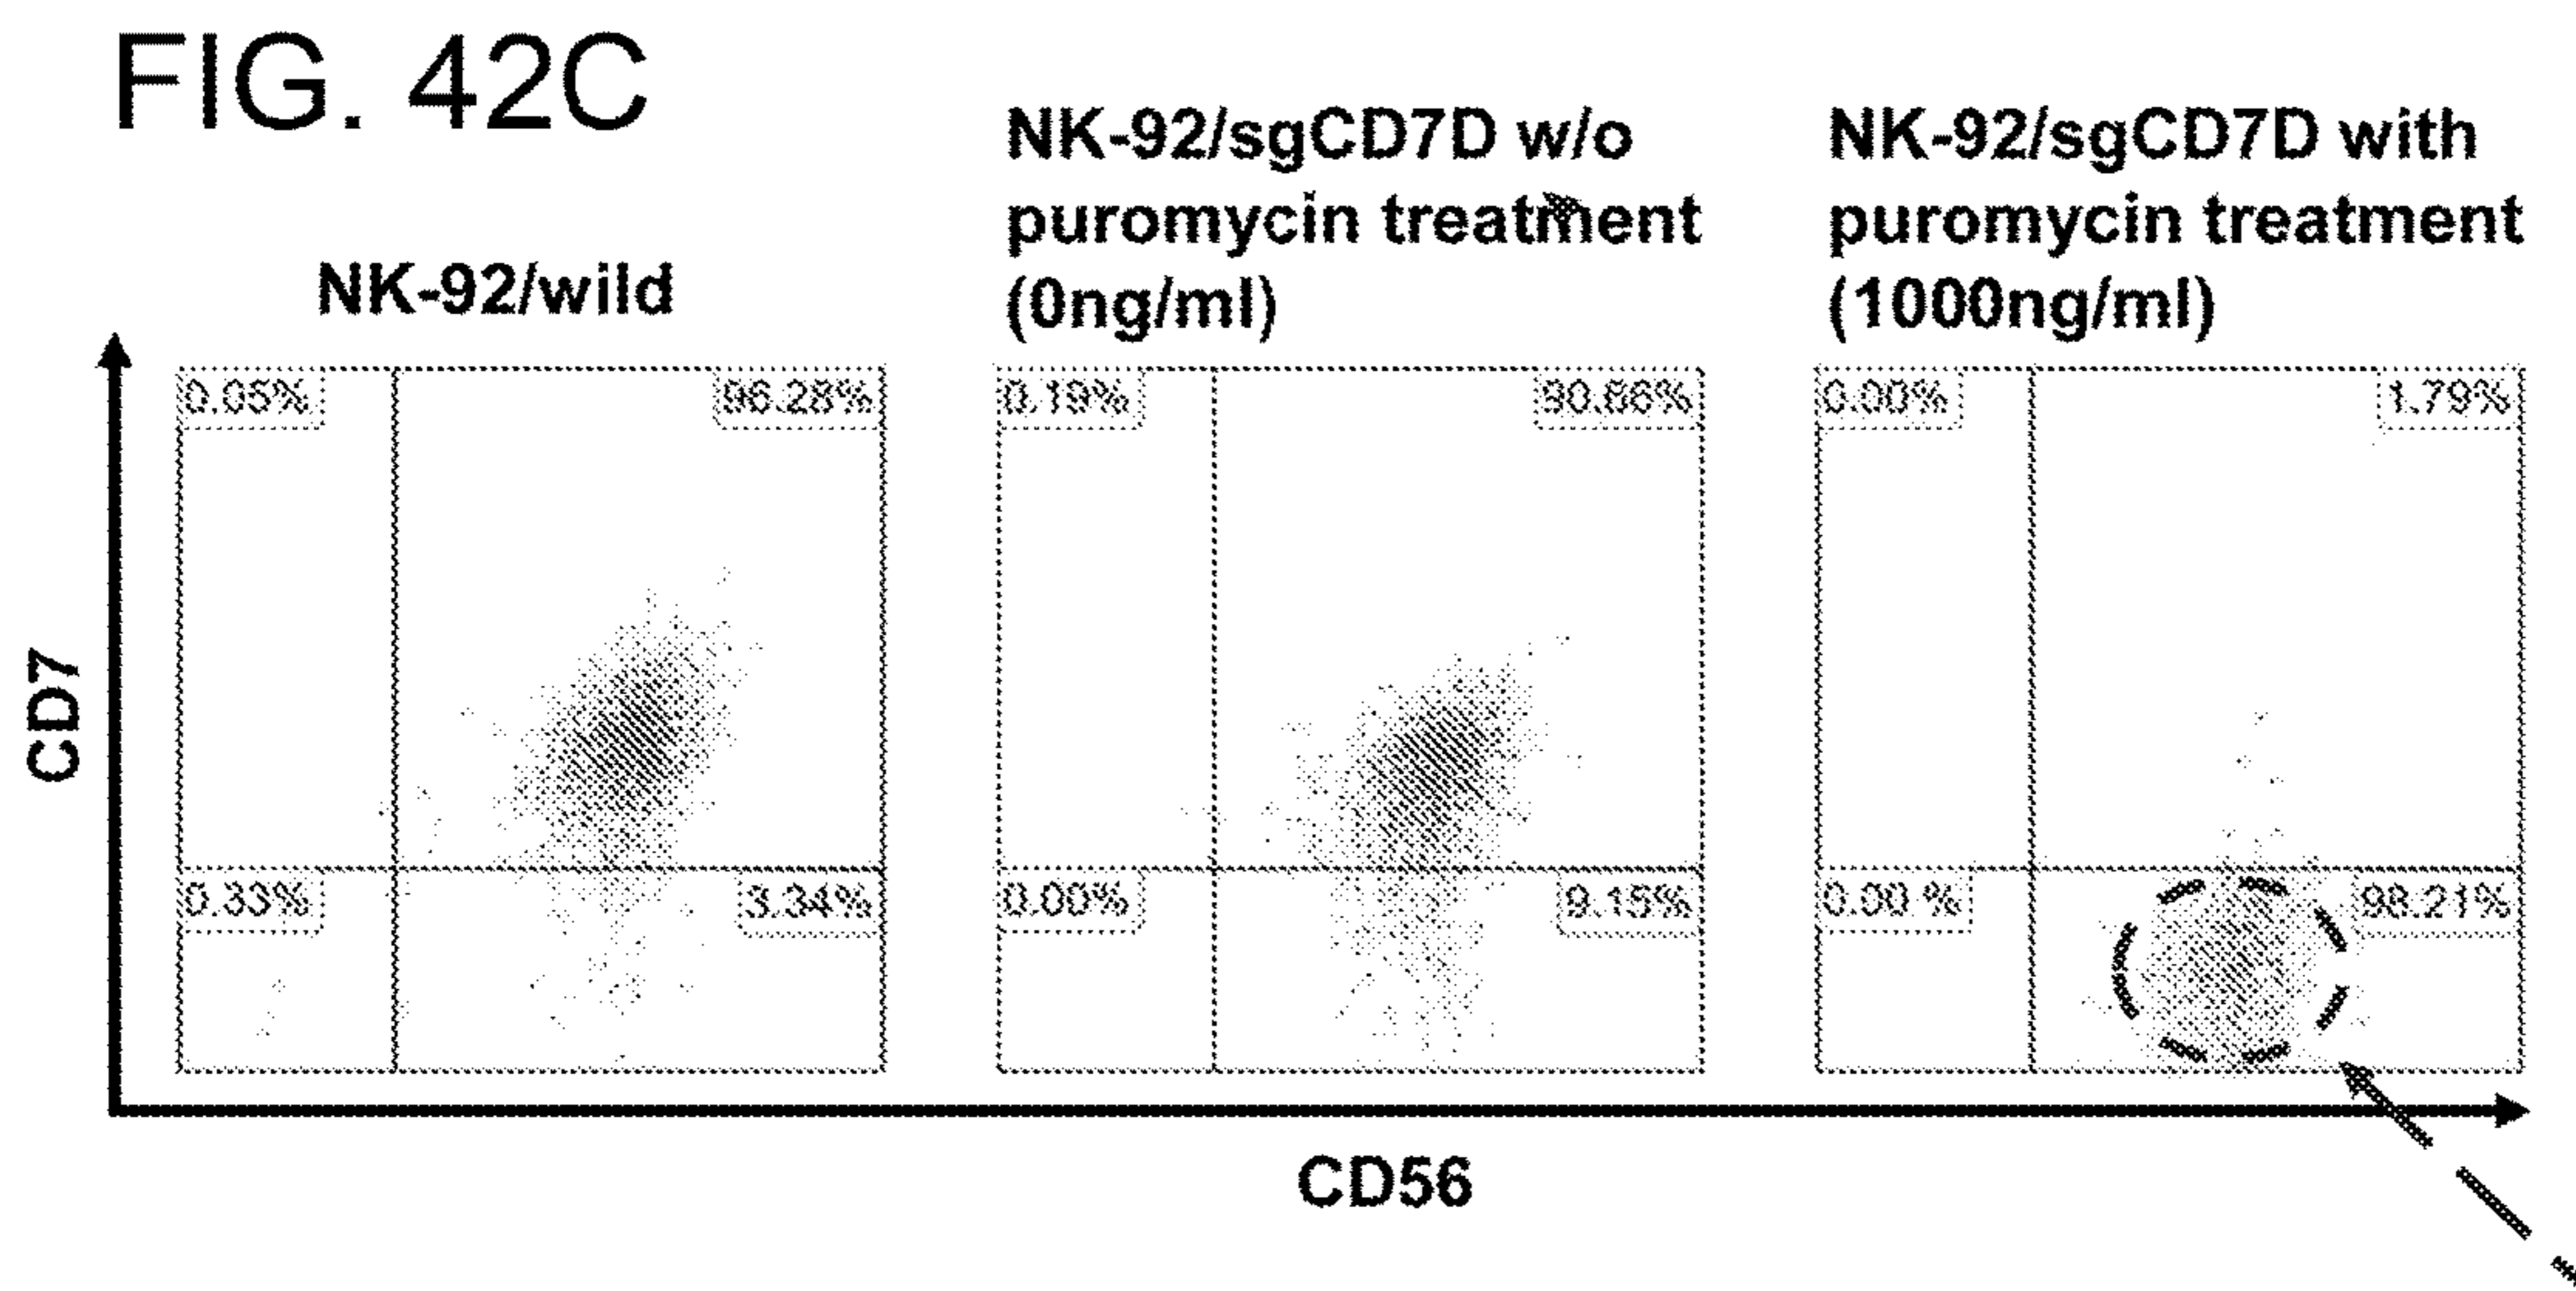 FIG. 42C
NK-92/wild
NK-92/sgCD7D w/o
puromycin treatment
(0ng/ml)
NK-92/sgCD7D with
puromycin treatment
(1000ng/ml)
0.05%
96.28%
0.33%
3.34%
0.19%
90.66%
0.00%
9.15%
0.00%
1.79%
0.00 %
98.21%
CD7
CD56